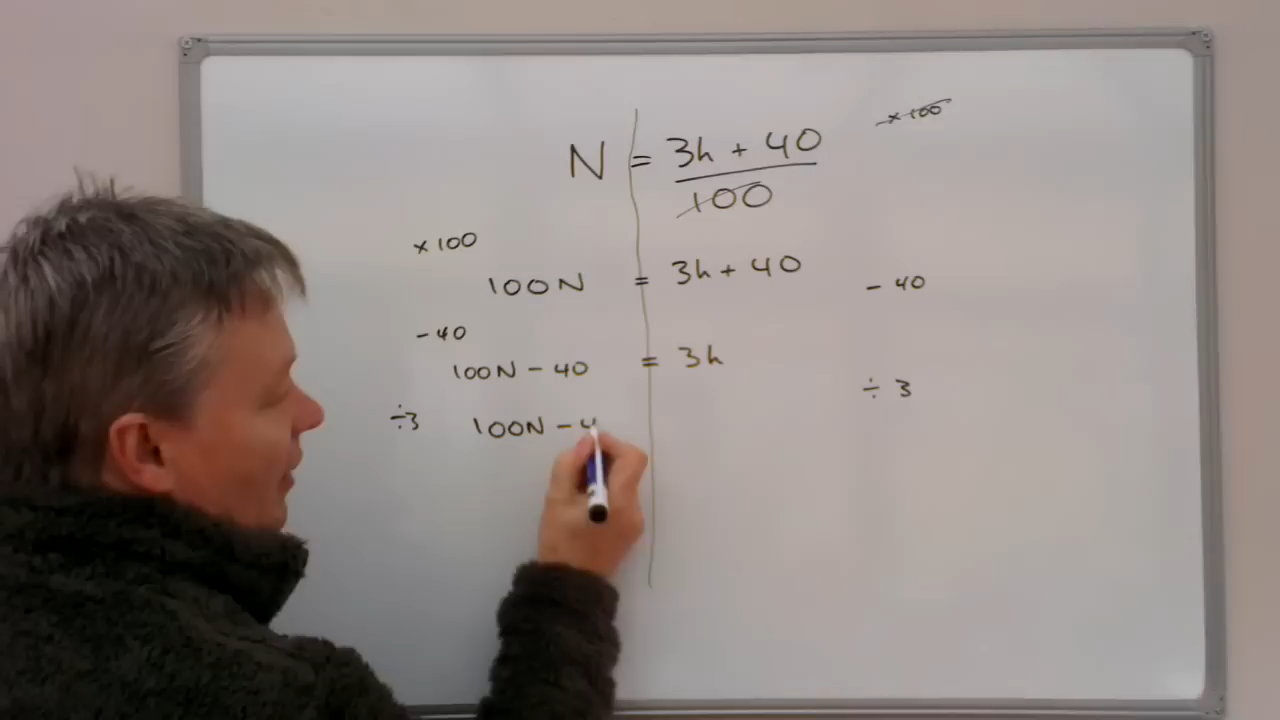 ×100
N = 3h + 40
100
×100
100N = 3h + 40
- 40
- 40
100N - 40 = 3h
÷ 3
÷3
100N - 4